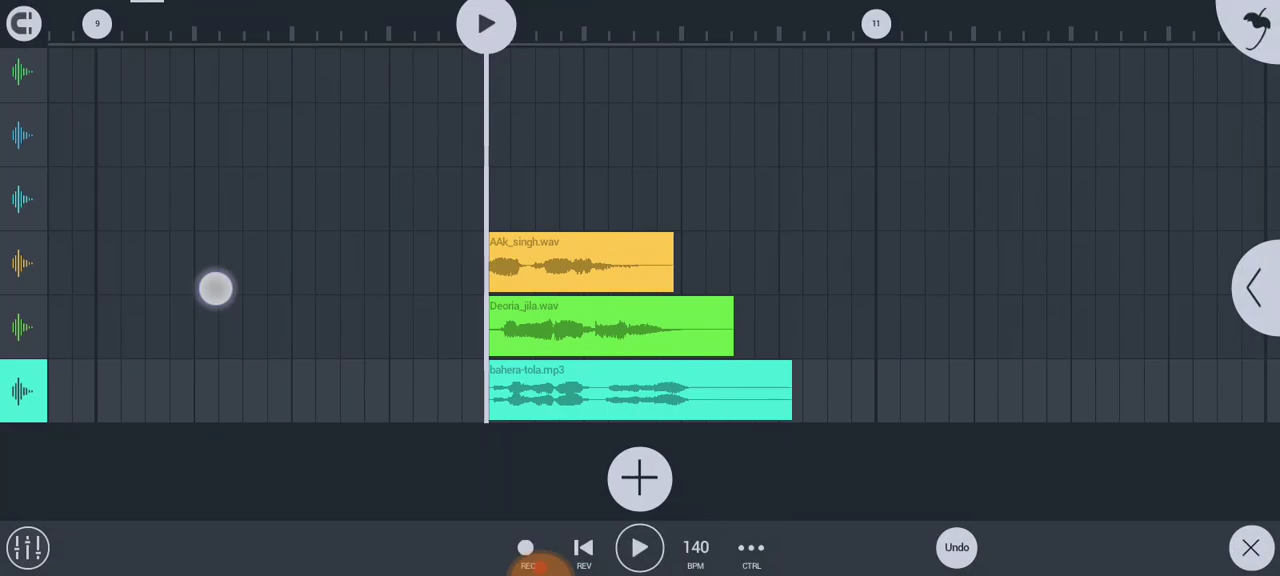 9
11
AAk_singh.wav
Deoria_jila.wav
bahera-tola.mp3
140
Undo
REC
REV
BPM
CTRL